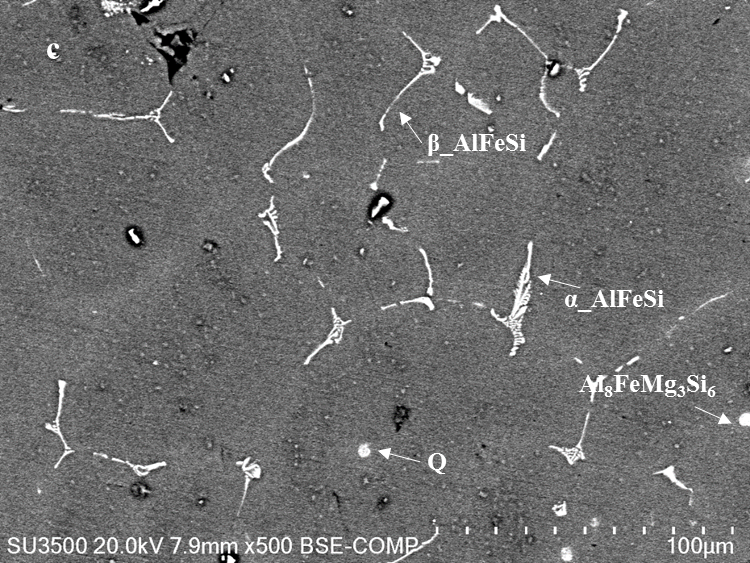 c
β_AlFeSi
α_AlFeSi
Al₈FeMg₃Si₆
Q
SU3500 20.0kV 7.9mm x500 BSE-COMP
100µm